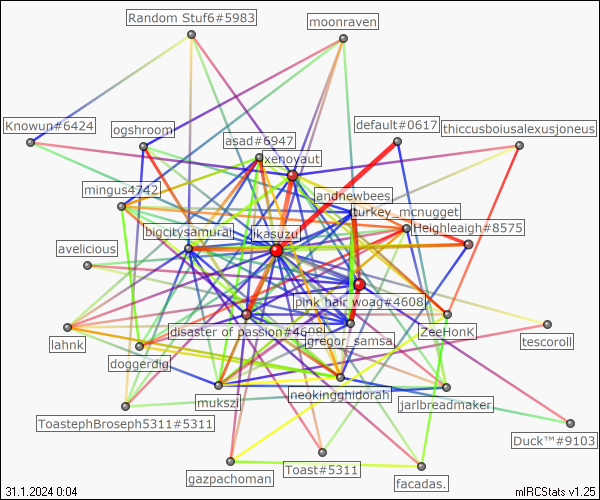 Random Stuf6#5983
moonraven
Knowun#6424
ogshroom
default#0617
thiccusboiusalexusjoneus
asad#6947
xenovaut
mingus4742
andnewbees
turkey_mcnugget
bigcitysamurai
ikasuzu
Heighleaigh#8575
avelicious
pink hair woag#4608
disaster of passion#4608
gregor_samsa
ZeeHonK
tescoroll
lahnk
doggerdig
mukszi
neokingghidorah
jarlbreadmaker
ToastephBroseph5311#5311
Duck™#9103
gazpachoman
Toast#5311
facadas.
31.1.2024 0:04
mIRCStats v1.25